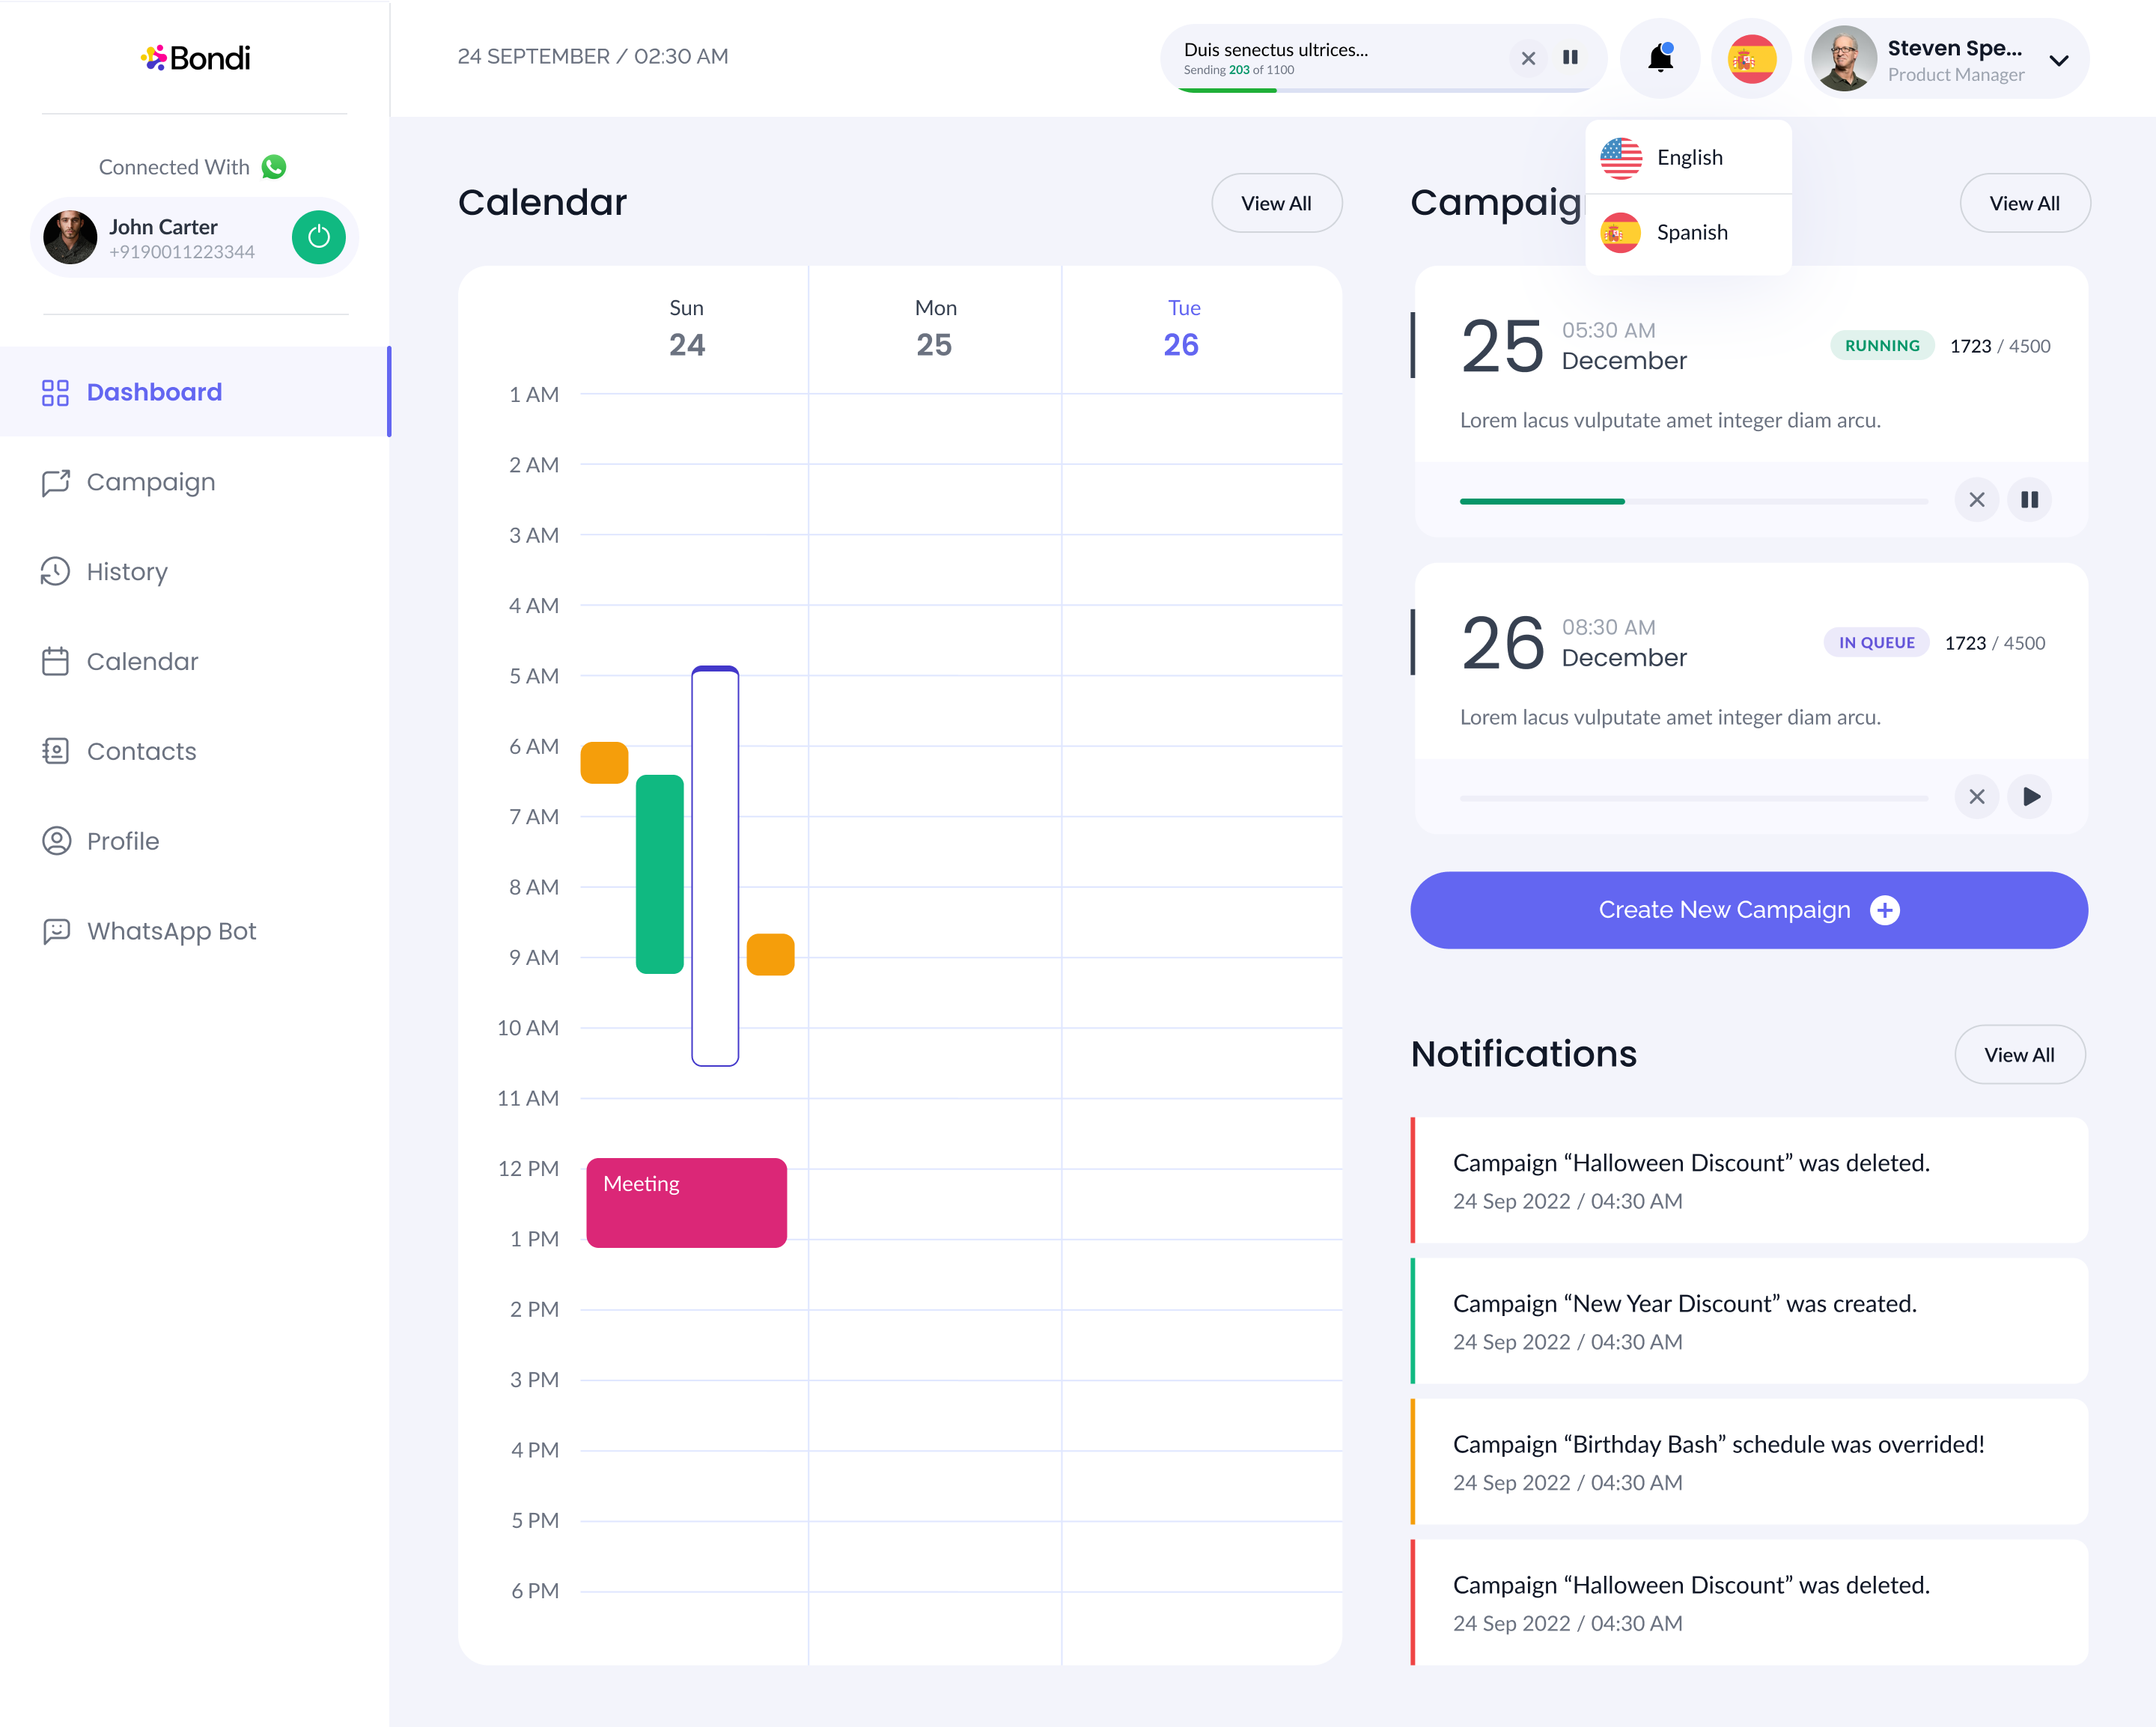 Bondi
24 SEPTEMBER / 02:30 AM
Duis senectus ultrices...
Sending 203 of 1100
Steven Spe...
Product Manager
English
Spanish
Connected With
John Carter
+9190011223344
Dashboard
Campaign
History
Calendar
Contacts
Profile
WhatsApp Bot
Calendar
View All
Sun
24
Mon
25
Tue
26
1 AM
2 AM
3 AM
4 AM
5 AM
6 AM
7 AM
8 AM
9 AM
10 AM
11 AM
12 PM
Meeting
1 PM
2 PM
3 PM
4 PM
5 PM
6 PM
Campaig
View All
25
05:30 AM
December
RUNNING
1723 / 4500
Lorem lacus vulputate amet integer diam arcu.
26
08:30 AM
December
IN QUEUE
1723 / 4500
Lorem lacus vulputate amet integer diam arcu.
Create New Campaign
Notifications
View All
Campaign “Halloween Discount” was deleted.
24 Sep 2022 / 04:30 AM
Campaign “New Year Discount” was created.
24 Sep 2022 / 04:30 AM
Campaign “Birthday Bash” schedule was overrided!
24 Sep 2022 / 04:30 AM
Campaign “Halloween Discount” was deleted.
24 Sep 2022 / 04:30 AM